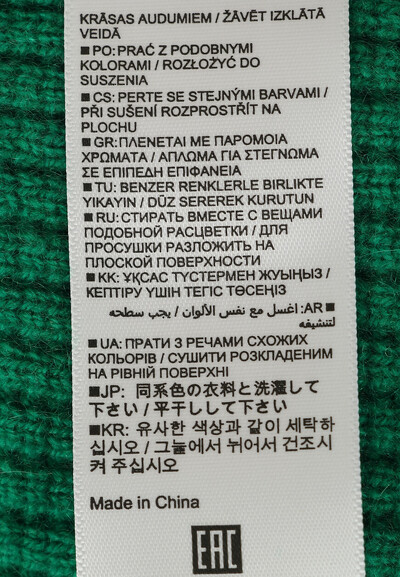 KRĀSAS AUDUMIEM / ŽĀVĒT IZKLĀTĀ
VEIDĀ
■PO:PRAĆ Z PODOBNYMI
KOLORAMI / ROZŁOŻYĆ DO
SUSZENIA
■CS: PERTE SE STEJNÝMI BARVAMI /
PŘI SUŠENÍ ROZPROSTŘÍT NA
PLOCHU
■GR:ΠΛΕΝΕΤΑΙ ΜΕ ΠΑΡΟΜΟΙΑ
ΧΡΩΜΑΤΑ / ΑΠΛΩΜΑ ΓΙΑ ΣΤΕΓΝΩΜΑ
ΣΕ ΕΠΙΠΕΔΗ ΕΠΙΦΑΝΕΙΑ
■TU: BENZER RENKLERLE BIRLIKTE
YIKAYIN / DÜZ SEREREK KURUTUN
■RU:СТИРАТЬ ВМЕСТЕ С ВЕЩАМИ
ПОДОБНОЙ РАСЦВЕТКИ / ДЛЯ
ПРОСУШКИ РАЗЛОЖИТЬ НА
ПЛОСКОЙ ПОВЕРХНОСТИ
■KK: ҰҚСАС ТҮСТЕРМЕН ЖУЫҢЫЗ /
КЕПТІРУ ҮШІН ТЕГІС ТӨСЕҢІЗ
■AR: اغسل مع نفس الألوان / يجب سطحه
لتنشيفه
■UA: ПРАТИ З РЕЧАМИ СХОЖИХ
КОЛЬОРІВ / СУШИТИ РОЗКЛАДЕНИМ
НА РІВНІЙ ПОВЕРХНІ
■JP: 同系色の衣料と洗濯して
下さい / 平干しして下さい
■KR: 유사한 색상과 같이 세탁하
십시오 / 그늘에서 뉘어서 건조시
켜 주십시오
Made in China
EAC